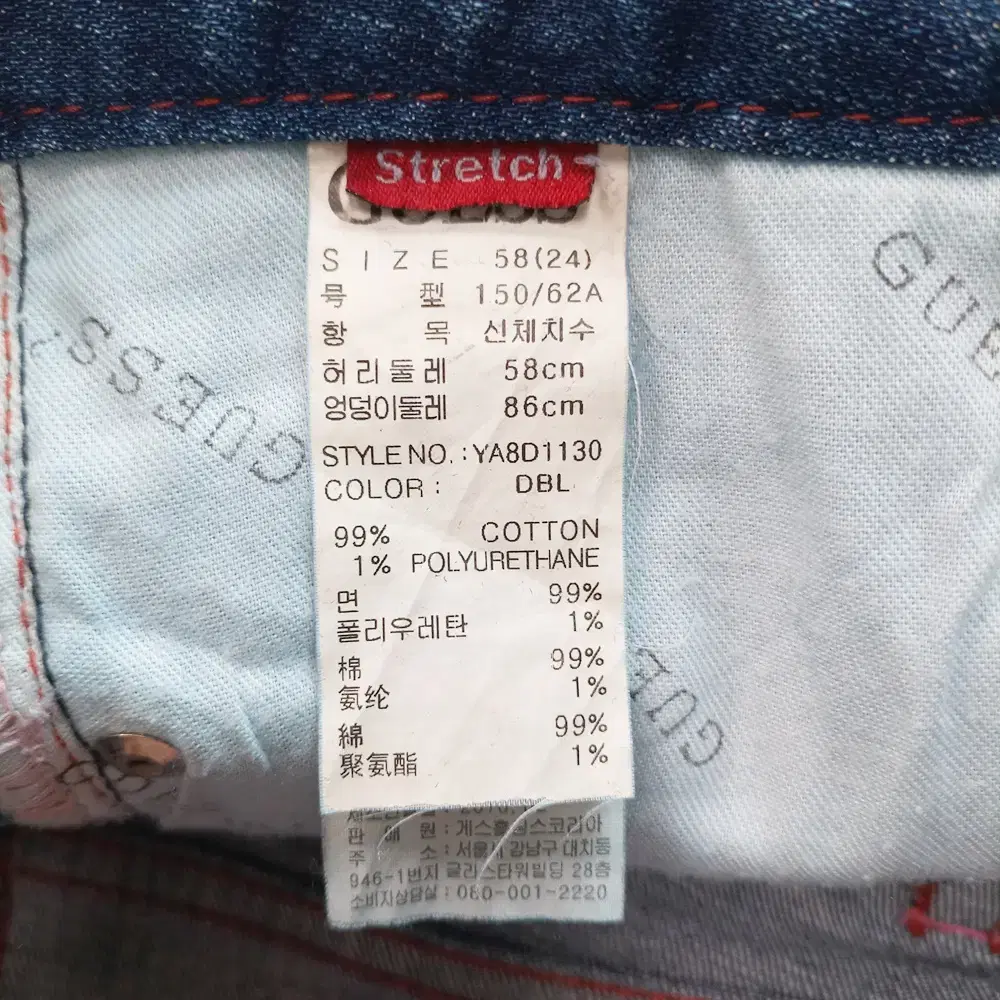 Stretch
GUESS
SIZE 58(24)
号 型 150/62A
항 목 신체치수
허리둘레 58cm
엉덩이둘레 86cm
STYLE NO.: YA8D1130
COLOR: DBL
99% COTTON
1% POLYURETHANE
면 99%
폴리우레탄 1%
棉 99%
氨纶 1%
綿 99%
聚氨酯 1%
판 매 원 : 게스홀딩스코리아
주 소 : 서울시 강남구 대치동
946-1번지 글라스타워빌딩 28층
소비자상담실 : 080-001-2220
GUESS
GUE
GUE